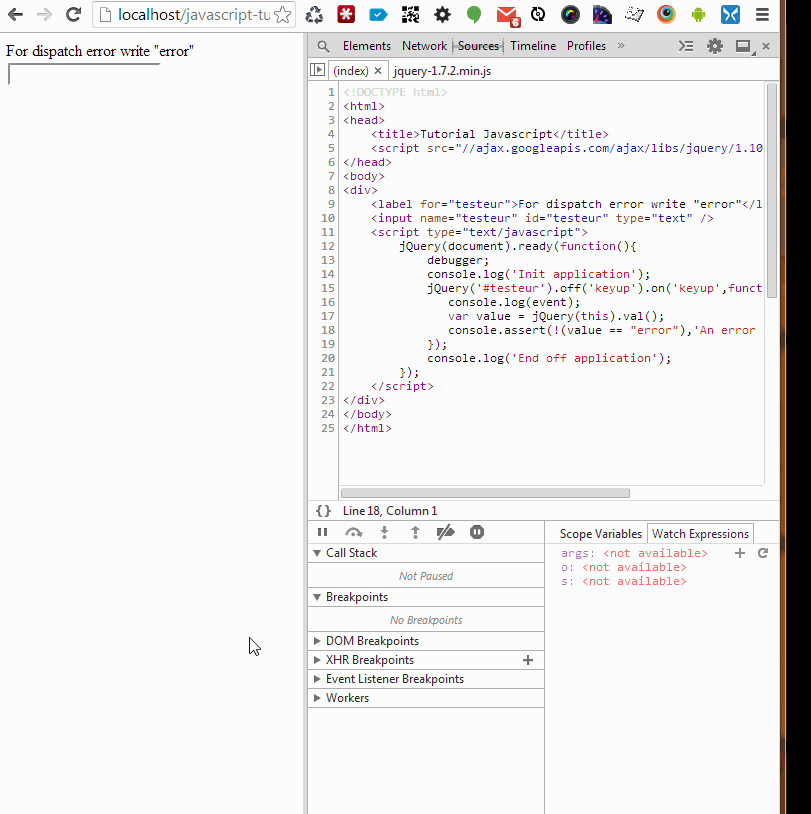 localhost/javascript-tu
6
For dispatch error write "error"
Elements Network Sources Timeline Profiles »
(index) × jquery-1.7.2.min.js
1 <!DOCTYPE html>
2 <html>
3 <head>
4 <title>Tutorial Javascript</title>
5 <script src="//ajax.googleapis.com/ajax/libs/jquery/1.10
6 </head>
7 <body>
8 <div>
9 <label for="testeur">For dispatch error write "error"</l
10 <input name="testeur" id="testeur" type="text" />
11 <script type="text/javascript">
12 jQuery(document).ready(function(){
13 debugger;
14 console.log('Init application');
15 jQuery('#testeur').off('keyup').on('keyup',funct
16 console.log(event);
17 var value = jQuery(this).val();
18 console.assert(!(value == "error"),'An error
19 });
20 console.log('End off application');
21 });
22 </script>
23 </div>
24 </body>
25 </html>
{} Line 18, Column 1
Call Stack
Not Paused
Breakpoints
No Breakpoints
DOM Breakpoints
XHR Breakpoints +
Event Listener Breakpoints
Workers
Scope Variables Watch Expressions
args: <not available>
o: <not available>
s: <not available>